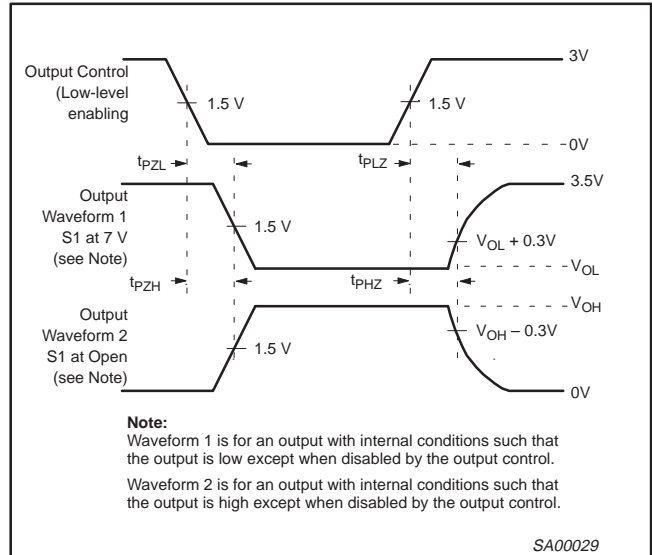 3V
Output Control
(Low-level
enabling
1.5 V
1.5 V
0V
tPZL
tPLZ
3.5V
Output
Waveform 1
S1 at 7 V
(see Note)
1.5 V
VOL + 0.3V
VOL
tPZH
tPHZ
VOH
Output
Waveform 2
S1 at Open
(see Note)
1.5 V
VOH – 0.3V
0V
Note:
Waveform 1 is for an output with internal conditions such that
the output is low except when disabled by the output control.
Waveform 2 is for an output with internal conditions such that
the output is high except when disabled by the output control.
SA00029